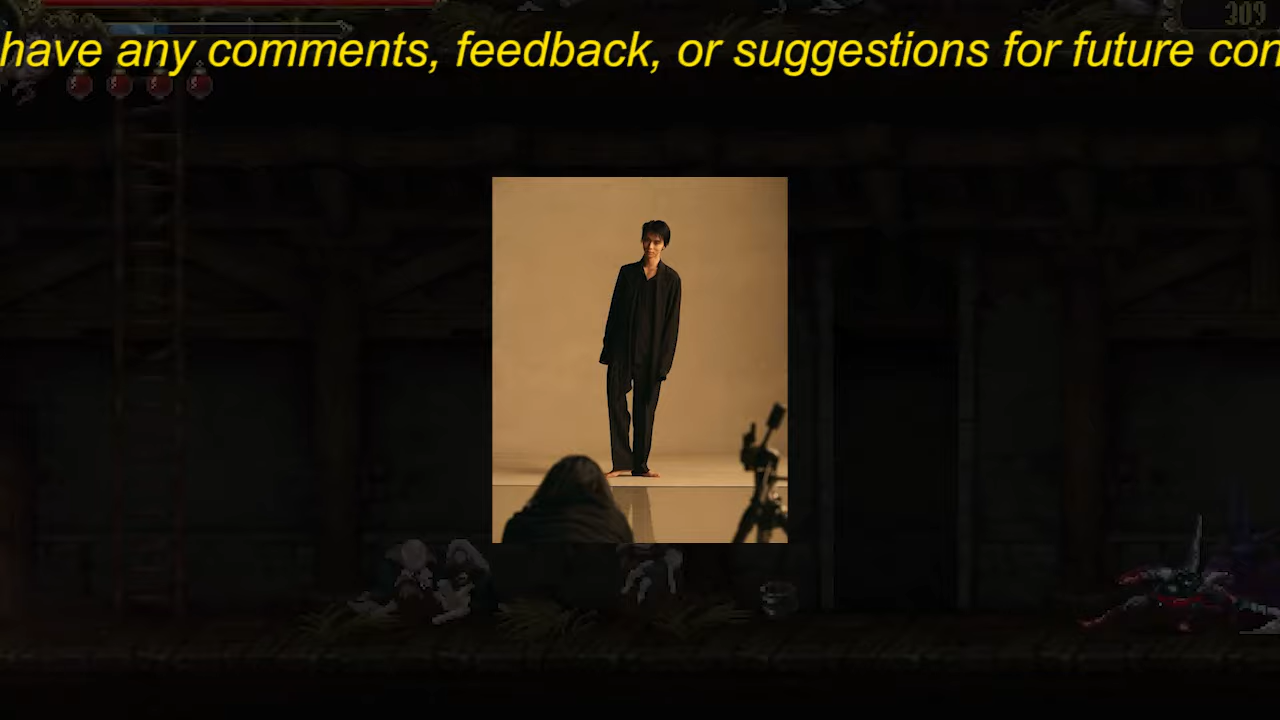 have any comments, feedback, or suggestions for future con
309